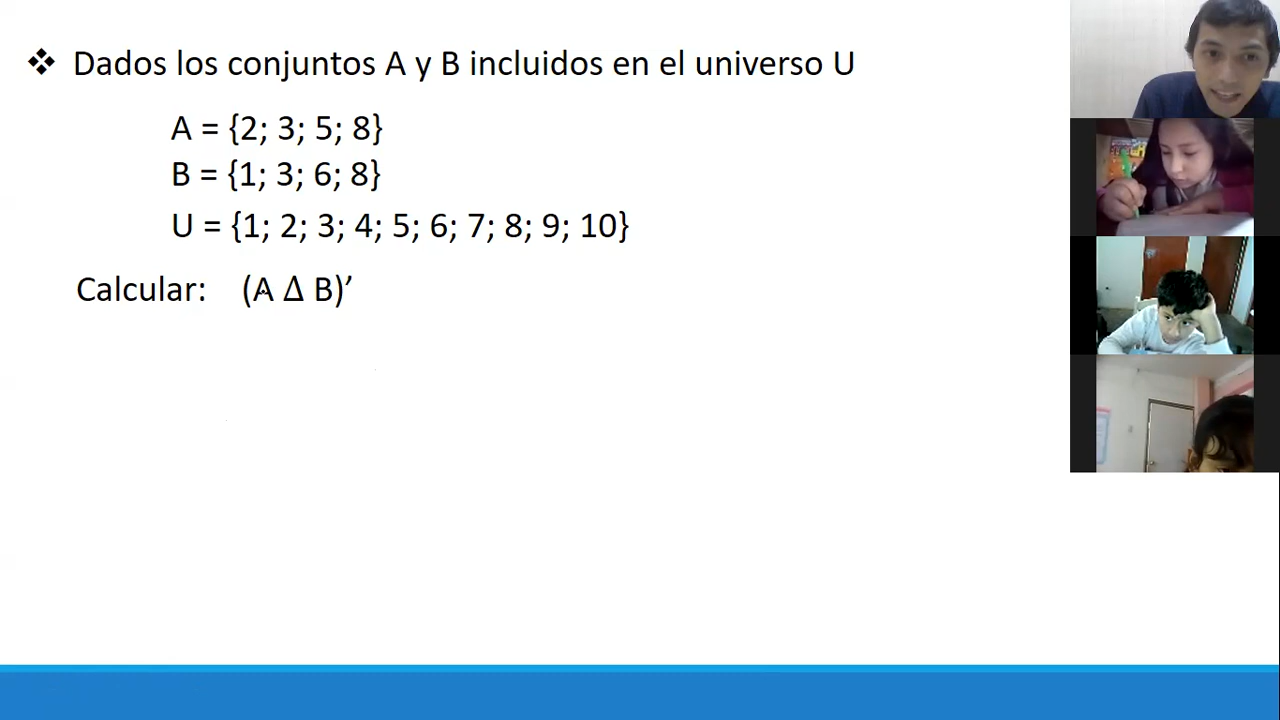 ❖ Dados los conjuntos A y B incluidos en el universo U
A = {2; 3; 5; 8}
B = {1; 3; 6; 8}
U = {1; 2; 3; 4; 5; 6; 7; 8; 9; 10}
Calcular: (A Δ B)’